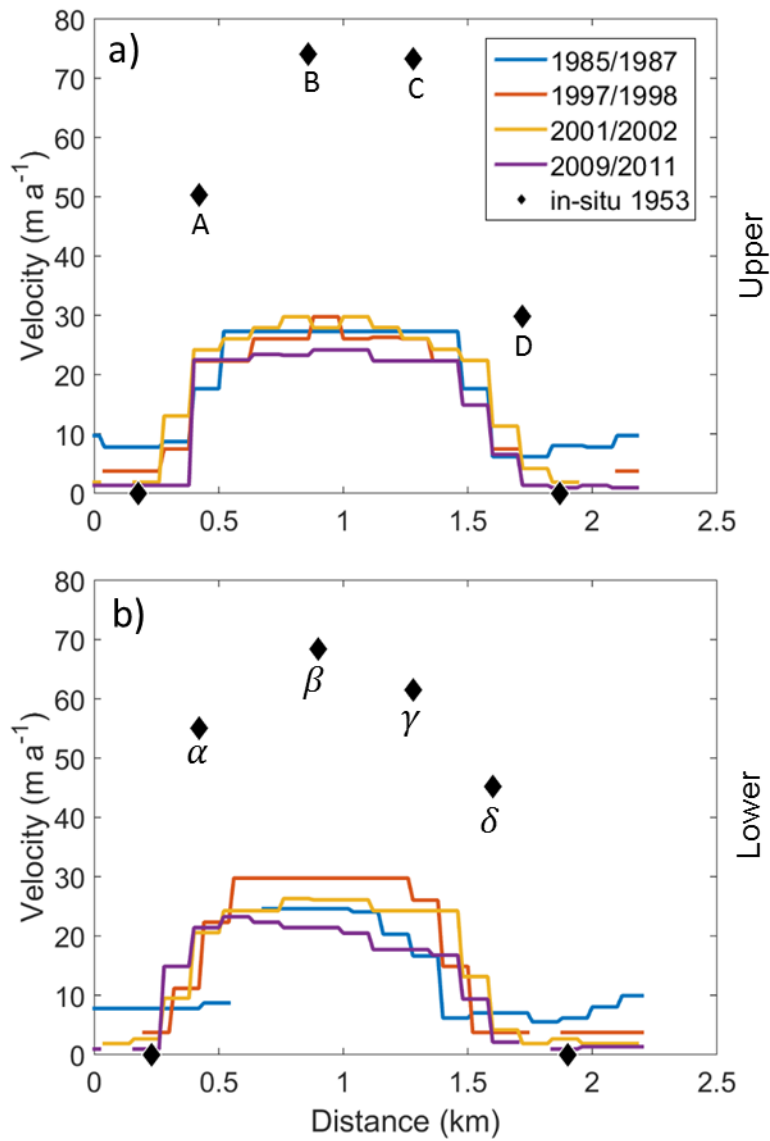 a)
80
70
60
50
40
30
20
10
0
Velocity (m a⁻¹)
A
B
C
D
1985/1987
1997/1998
2001/2002
2009/2011
in-situ 1953
Upper
0 0.5 1 1.5 2 2.5
b)
80
70
60
50
40
30
20
10
0
Velocity (m a⁻¹)
α
β
γ
δ
Lower
0 0.5 1 1.5 2 2.5
Distance (km)